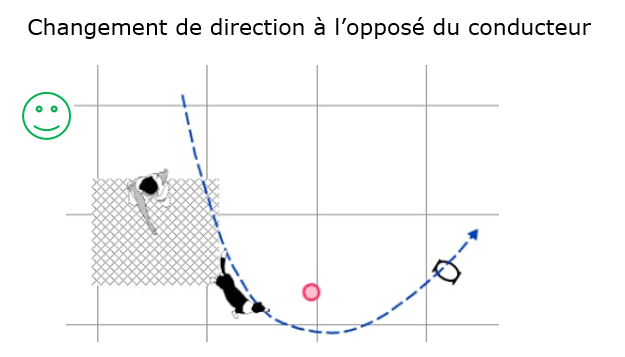 Changement de direction à l’opposé du conducteur